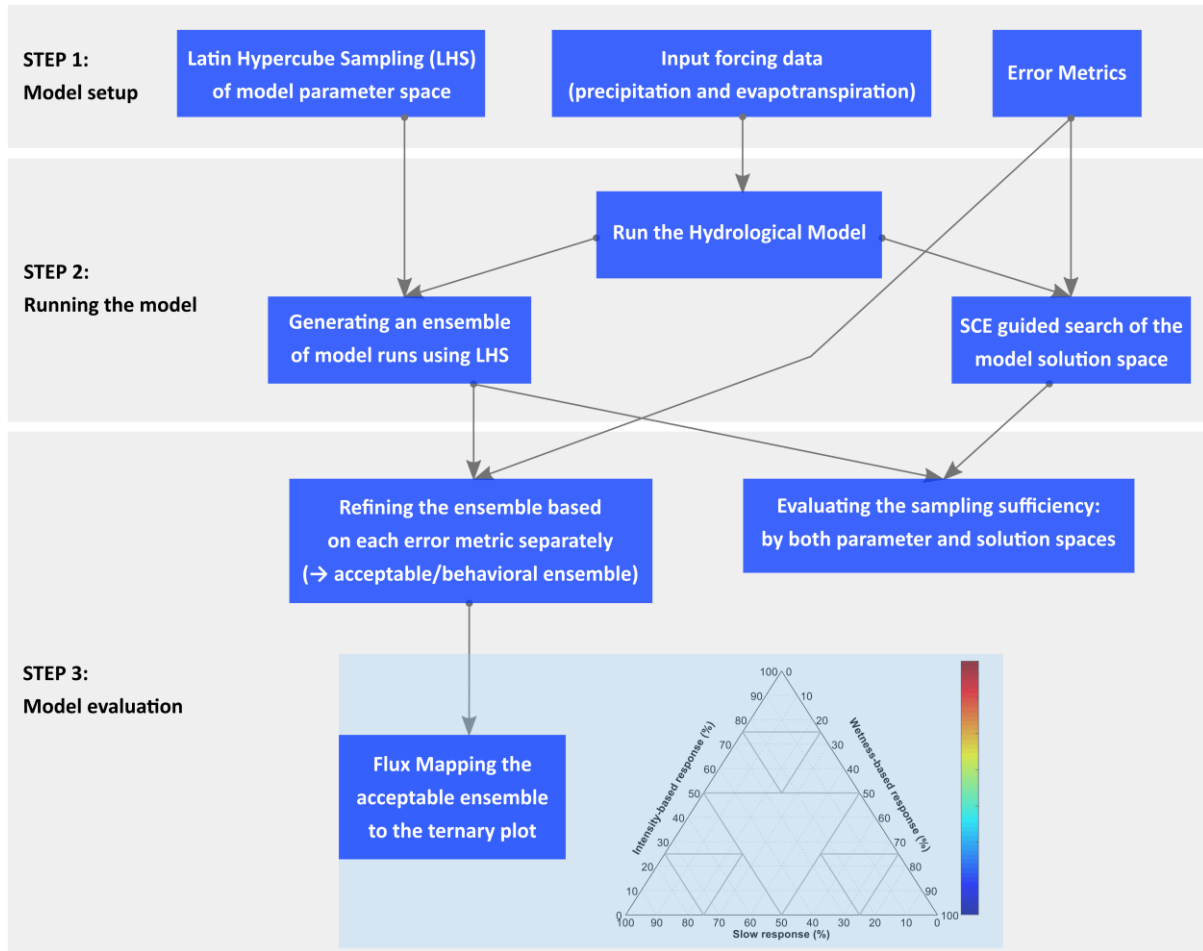 STEP 1:
Model setup
Latin Hypercube Sampling (LHS)
of model parameter space
Input forcing data
(precipitation and evapotranspiration)
Error Metrics
STEP 2:
Running the model
Run the Hydrological Model
Generating an ensemble
of model runs using LHS
SCE guided search of the
model solution space
STEP 3:
Model evaluation
Refining the ensemble based
on each error metric separately
(→ acceptable/behavioral ensemble)
Evaluating the sampling sufficiency:
by both parameter and solution spaces
Flux Mapping the
acceptable ensemble
to the ternary plot
Intensity-based response (%)
100
90
80
70
60
50
40
30
20
10
0
Wetness-based response (%)
0
10
20
30
40
50
60
70
80
90
100
100 90 80 70 60 50 40 30 20 10 0
Slow response (%)